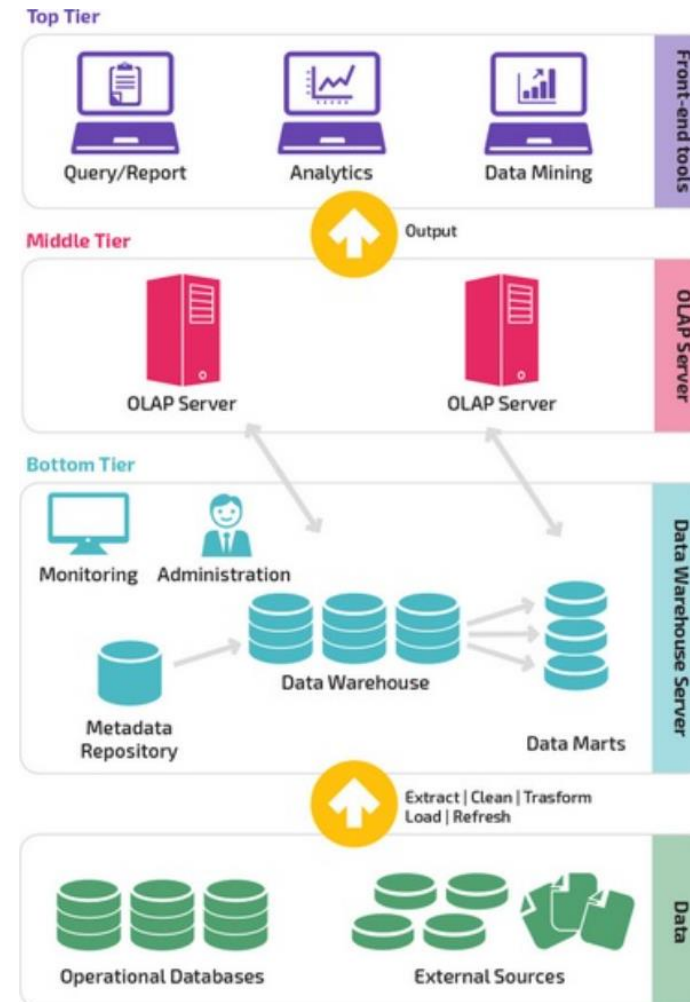 Top Tier
Query/Report
Analytics
Data Mining
Front-end tools
Output
Middle Tier
OLAP Server
OLAP Server
OLAP Server
Bottom Tier
Monitoring
Administration
Data Warehouse
Metadata
Repository
Data Marts
Data Warehouse Server
Extract | Clean | Trasform
Load | Refresh
Operational Databases
External Sources
Data